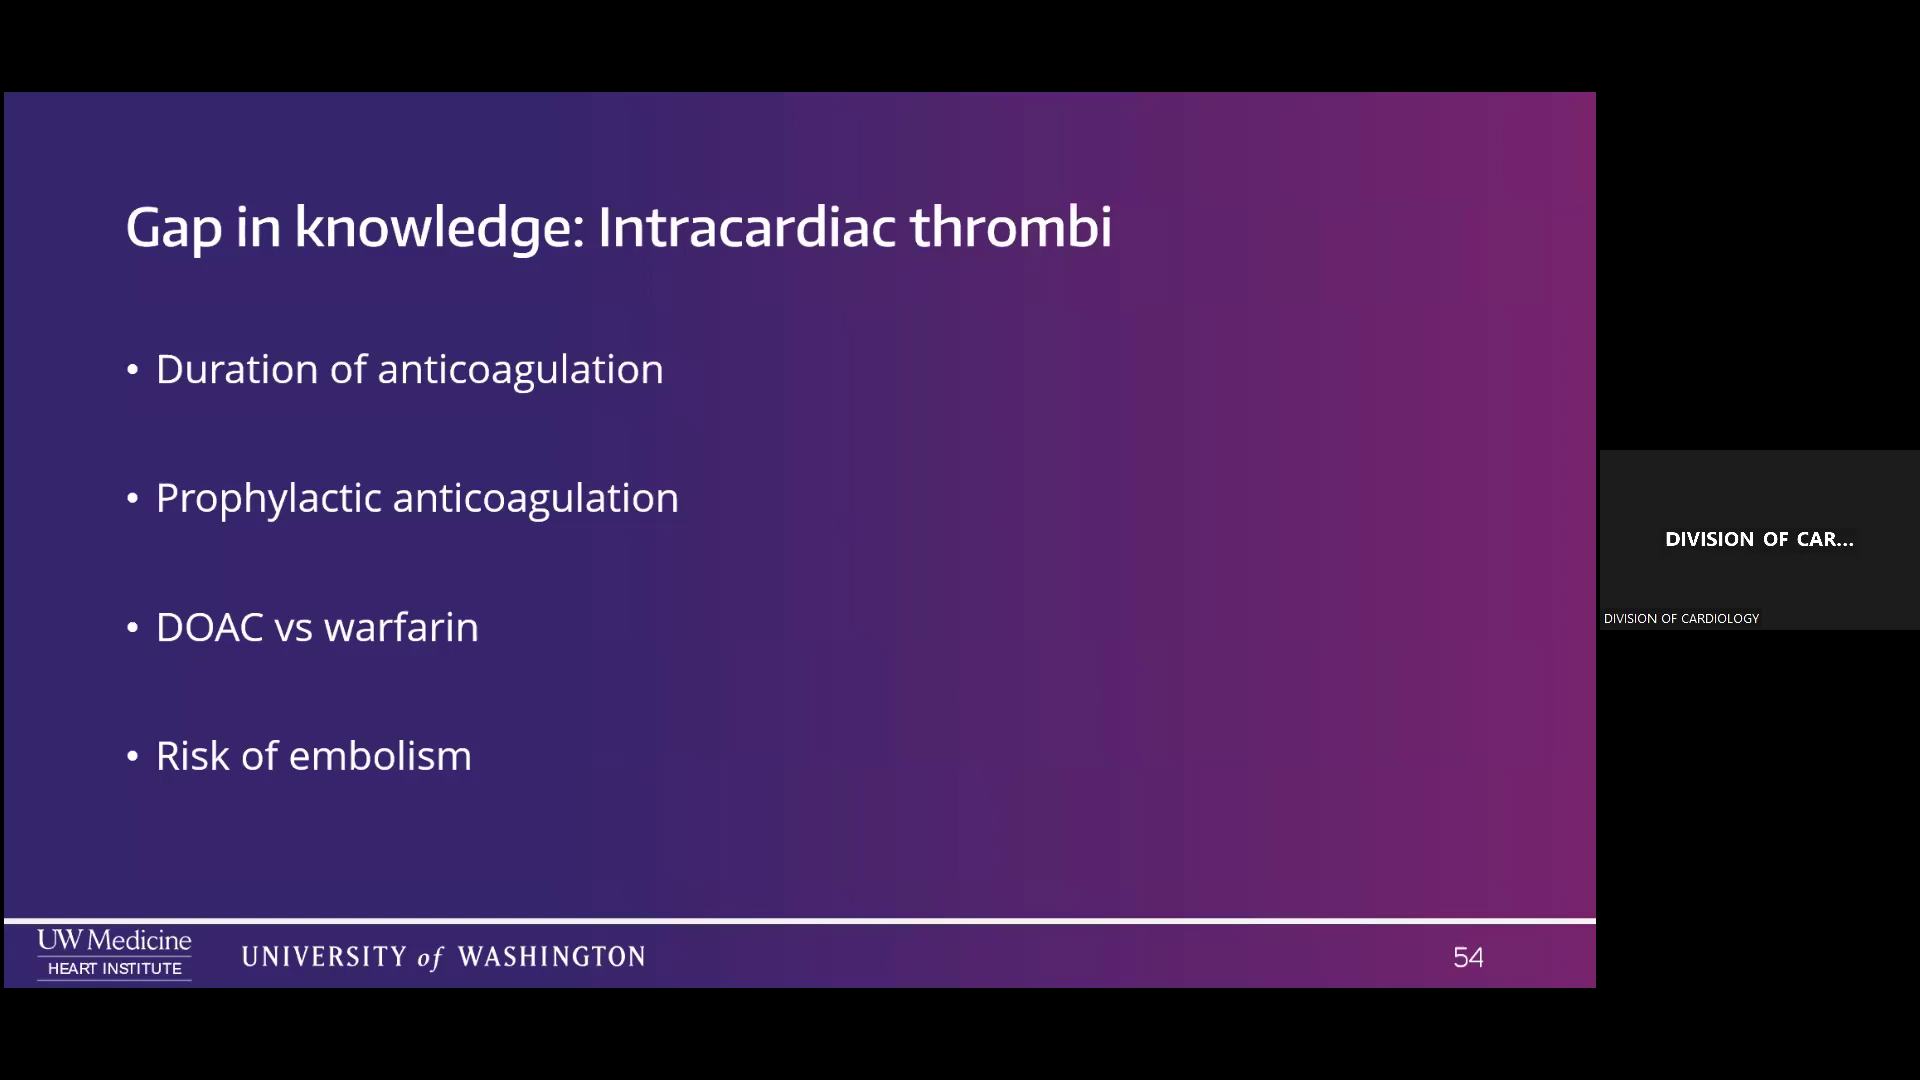 Gap in knowledge: Intracardiac thrombi
• Duration of anticoagulation
• Prophylactic anticoagulation
• DOAC vs warfarin
• Risk of embolism
UW Medicine
HEART INSTITUTE
UNIVERSITY of WASHINGTON
54
DIVISION OF CAR...
DIVISION OF CARDIOLOGY